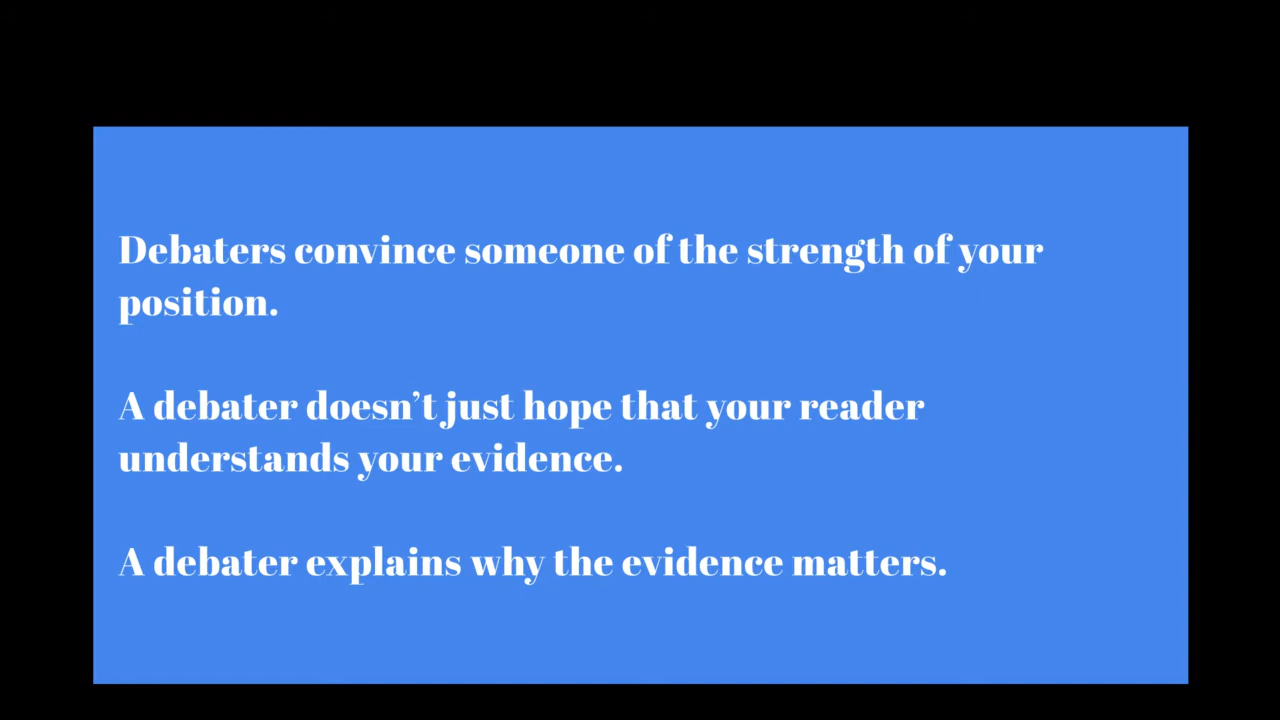 Debaters convince someone of the strength of your
position.
A debater doesn’t just hope that your reader
understands your evidence.
A debater explains why the evidence matters.